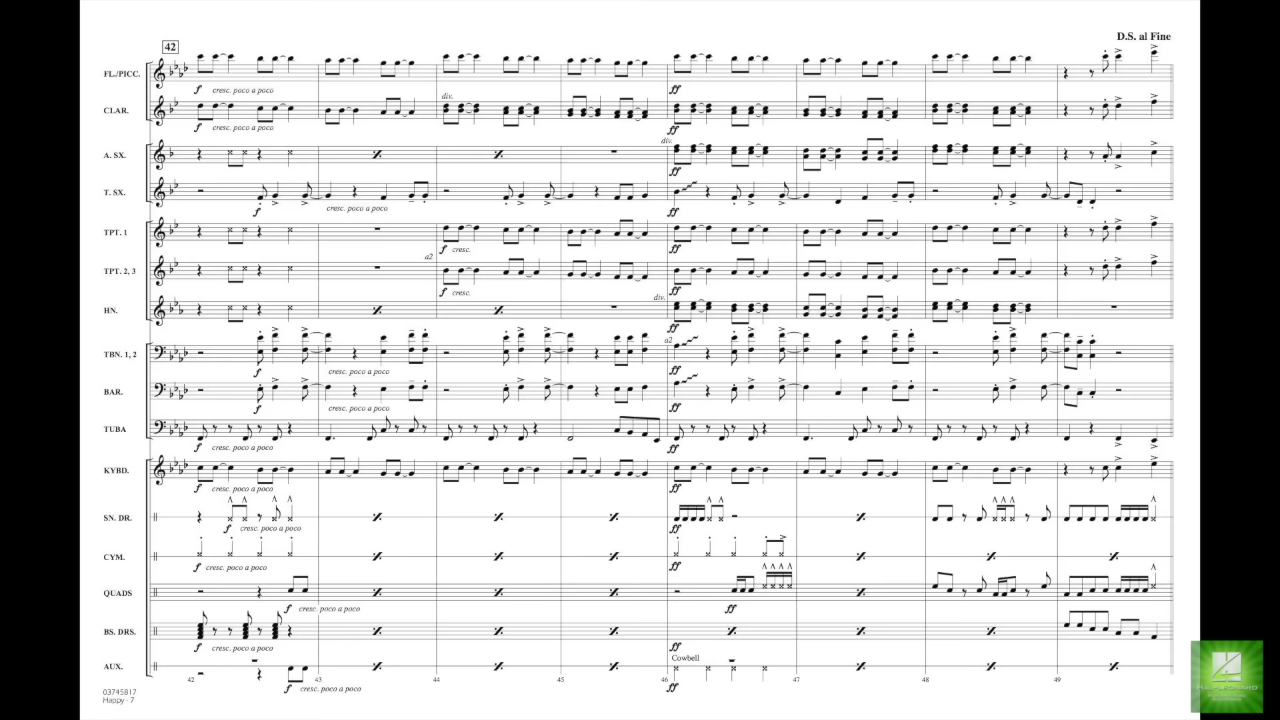 D.S. al Fine
42
FL./PICC.
f cresc. poco a poco ff
div.
CLAR.
f cresc. poco a poco ff
div.
A. SX.
ff
T. SX.
f cresc. poco a poco ff
TPT. 1
f cresc. ff
a2
TPT. 2, 3
f cresc. ff
div.
HN.
ff
a2
TBN. 1, 2
f cresc. poco a poco ff
BAR.
f cresc. poco a poco ff
TUBA
f cresc. poco a poco ff
KYBD.
f cresc. poco a poco ff
SN. DR.
f cresc. poco a poco ff
CYM.
f cresc. poco a poco ff
QUADS
f cresc. poco a poco ff
BS. DRS.
f cresc. poco a poco ff
Cowbell
AUX.
42 43 44 45 46 47 48 49
f cresc. poco a poco ff
03745817
Happy - 7